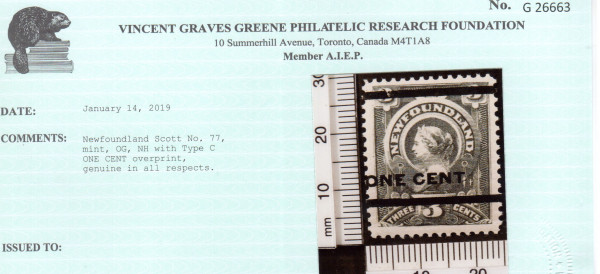 No. G 26663
VINCENT GRAVES GREENE PHILATELIC RESEARCH FOUNDATION
10 Summerhill Avenue, Toronto, Canada M4T1A8
Member A.I.E.P.
DATE: January 14, 2019
COMMENTS: Newfoundland Scott No. 77,
mint, OG, NH with Type C
ONE CENT overprint,
genuine in all respects.
ISSUED TO:
30
20
10
mm
NEWFOUNDLAND
ONE CENT
THREE 3 CENTS
10 20